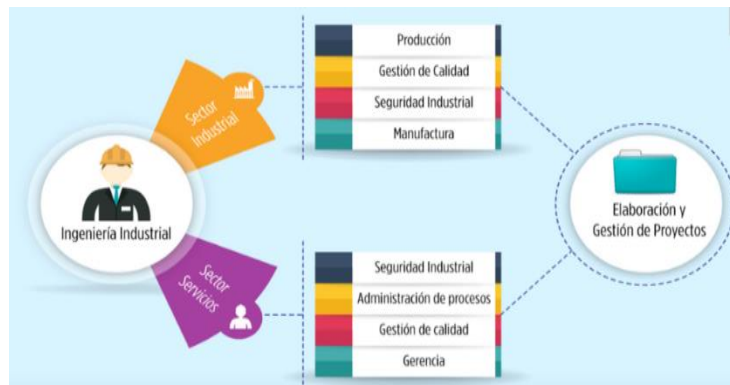 Ingeniería Industrial
Sector
Industrial
Producción
Gestión de Calidad
Seguridad Industrial
Manufactura
Sector
Servicios
Seguridad Industrial
Administración de procesos
Gestión de calidad
Gerencia
Elaboración y
Gestión de Proyectos